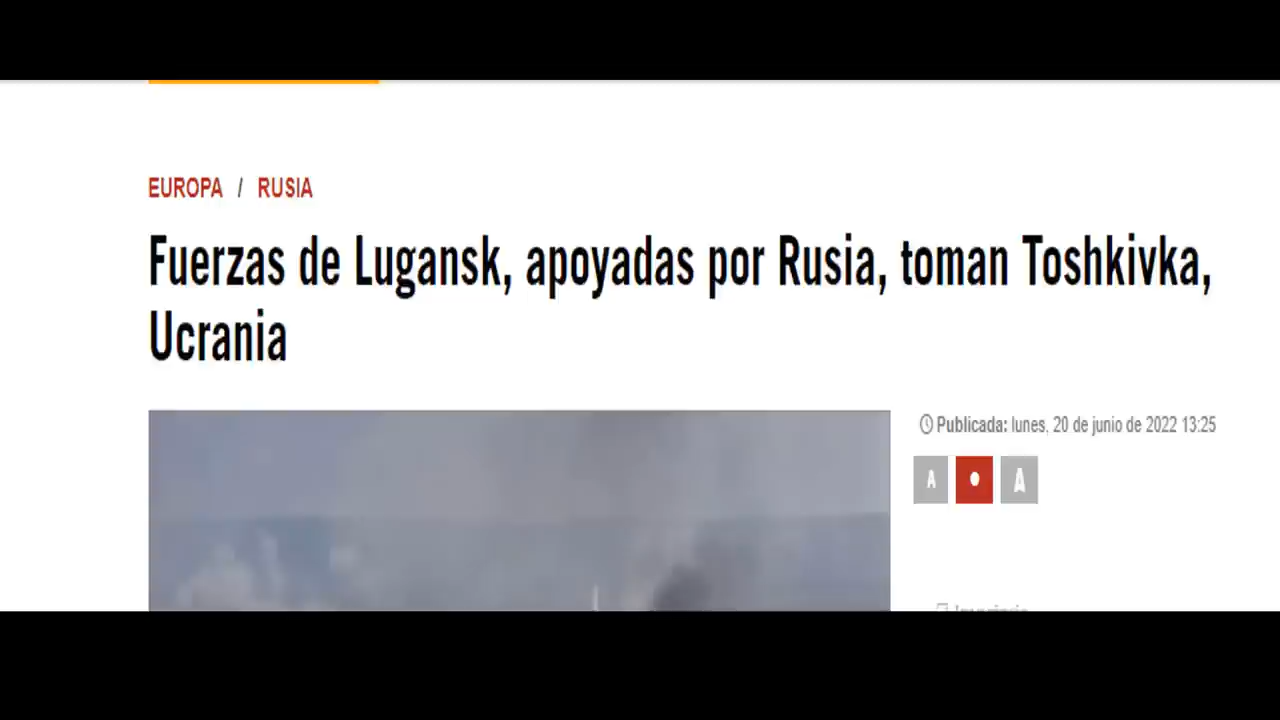 EUROPA / RUSIA
Fuerzas de Lugansk, apoyadas por Rusia, toman Toshkivka,
Ucrania
Publicada: lunes, 20 de junio de 2022 13:25
A A